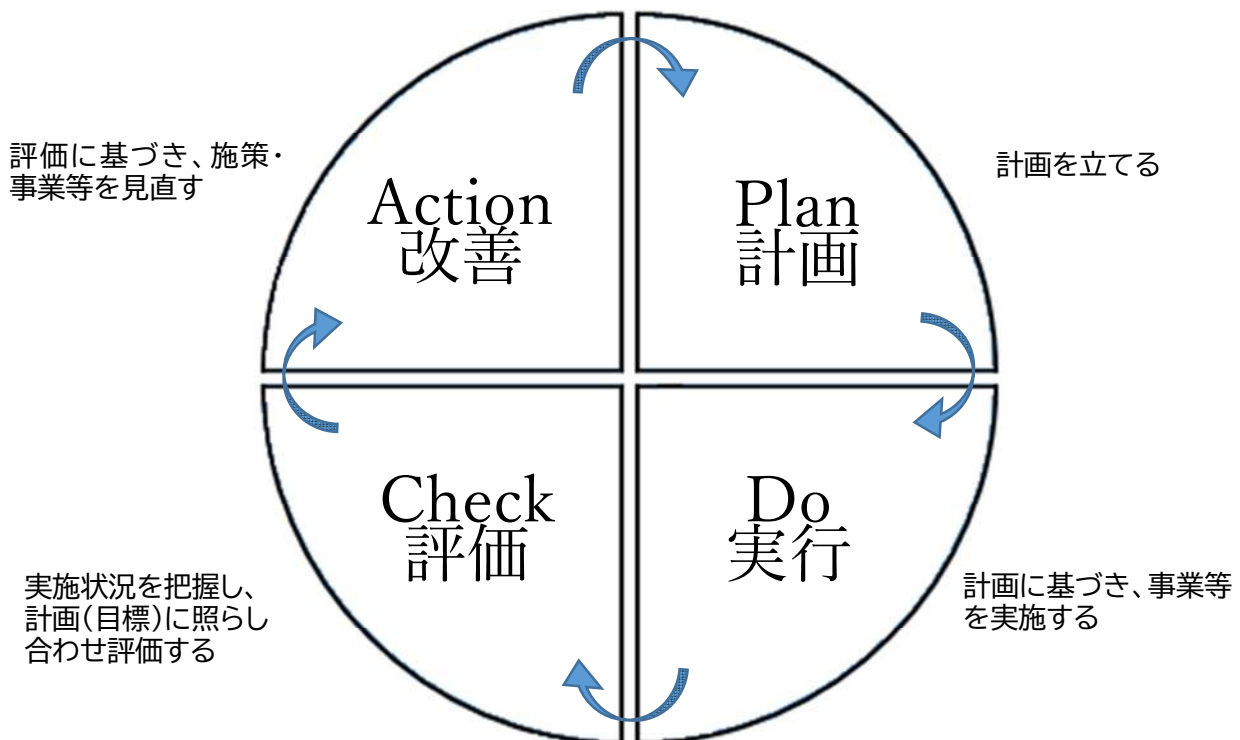 評価に基づき、施策・
事業等を見直す
Action
改善
Plan
計画
計画を立てる
Check
評価
Do
実行
実施状況を把握し、
計画(目標)に照らし
合わせ評価する
計画に基づき、事業等
を実施する